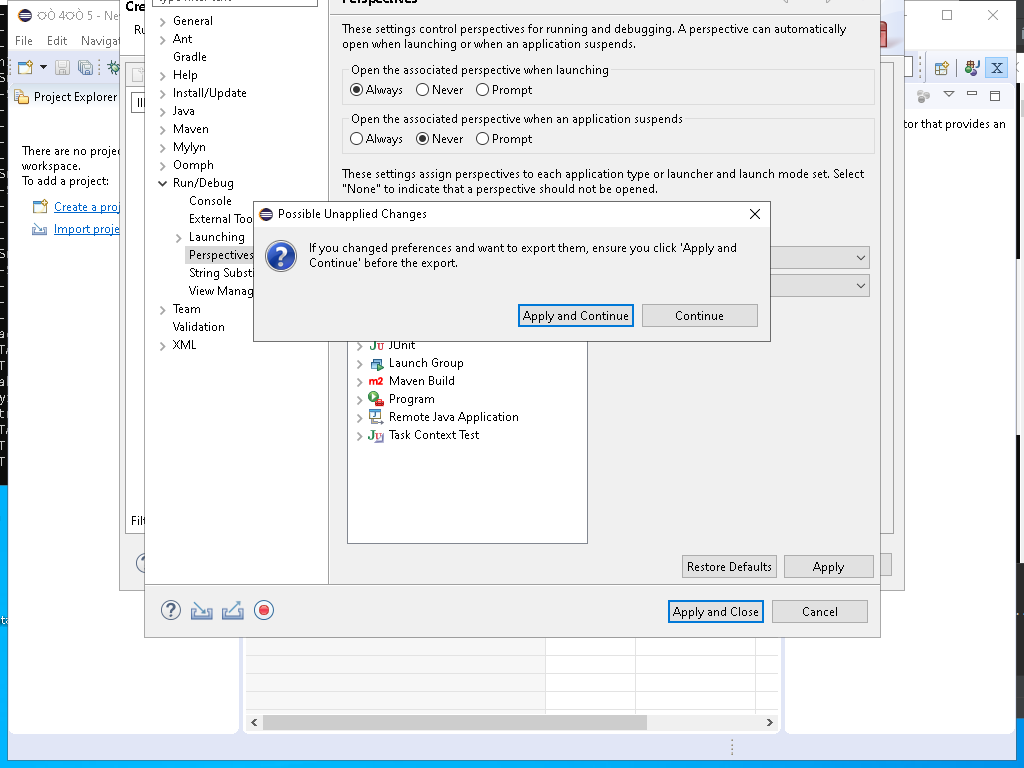 File Edit Navigat
Project Explorer
There are no projec
workspace.
To add a project:
Create a proj
Import proje
Cre
Ru
Filt
General
Ant
Gradle
Help
Install/Update
Java
Maven
Mylyn
Oomph
Run/Debug
Console
External Too
Launching
Perspectives
String Substi
View Manag
Team
Validation
XML
Perspectives
These settings control perspectives for running and debugging. A perspective can automatically
open when launching or when an application suspends.
Open the associated perspective when launching
Always Never Prompt
Open the associated perspective when an application suspends
Always Never Prompt
These settings assign perspectives to each application type or launcher and launch mode set. Select
"None" to indicate that a perspective should not be opened.
Possible Unapplied Changes
If you changed preferences and want to export them, ensure you click 'Apply and
Continue' before the export.
Apply and Continue Continue
JUnit
Launch Group
m2 Maven Build
Program
Remote Java Application
Task Context Test
Restore Defaults Apply
Apply and Close Cancel
tor that provides an